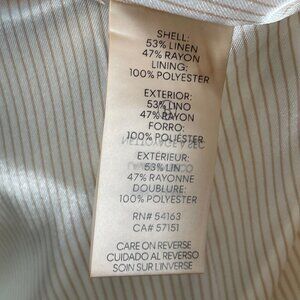 SHELL:
53% LINEN
47% RAYON
LINING:
100% POLYESTER
EXTERIOR:
53% LINO
47% RAYON
FORRO:
100% POLIÉSTER
EXTÉRIEUR:
53% LIN
47% RAYONNE
DOUBLURE:
100% POLYESTER
RN# 54163
CA# 57151
CARE ON REVERSE
CUIDADO AL REVERSO
SOIN SUR L'INVERSE